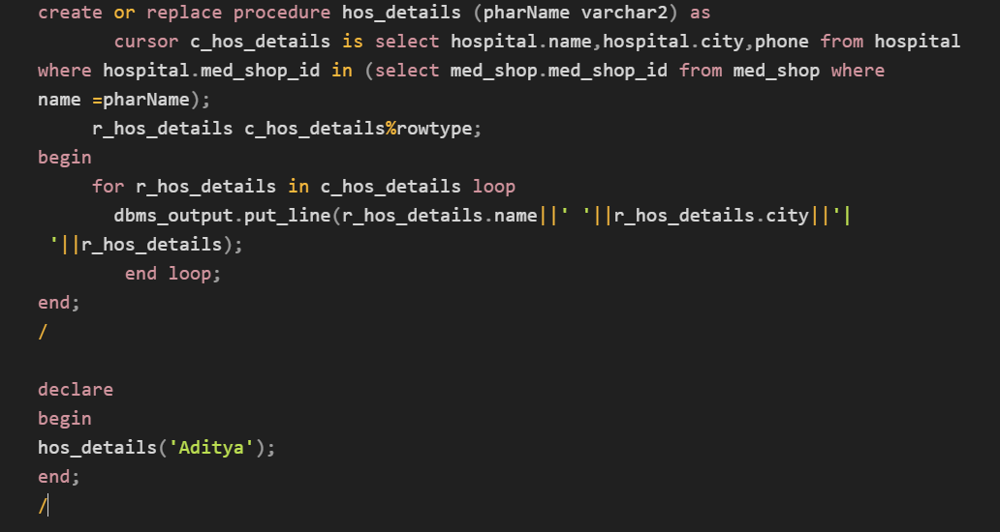 create or replace procedure hos_details (pharName varchar2) as
cursor c_hos_details is select hospital.name,hospital.city,phone from hospital
where hospital.med_shop_id in (select med_shop.med_shop_id from med_shop where
name =pharName);
r_hos_details c_hos_details%rowtype;
begin
for r_hos_details in c_hos_details loop
dbms_output.put_line(r_hos_details.name||' '||r_hos_details.city||'|
'||r_hos_details);
end loop;
end;
/
declare
begin
hos_details('Aditya');
end;
/